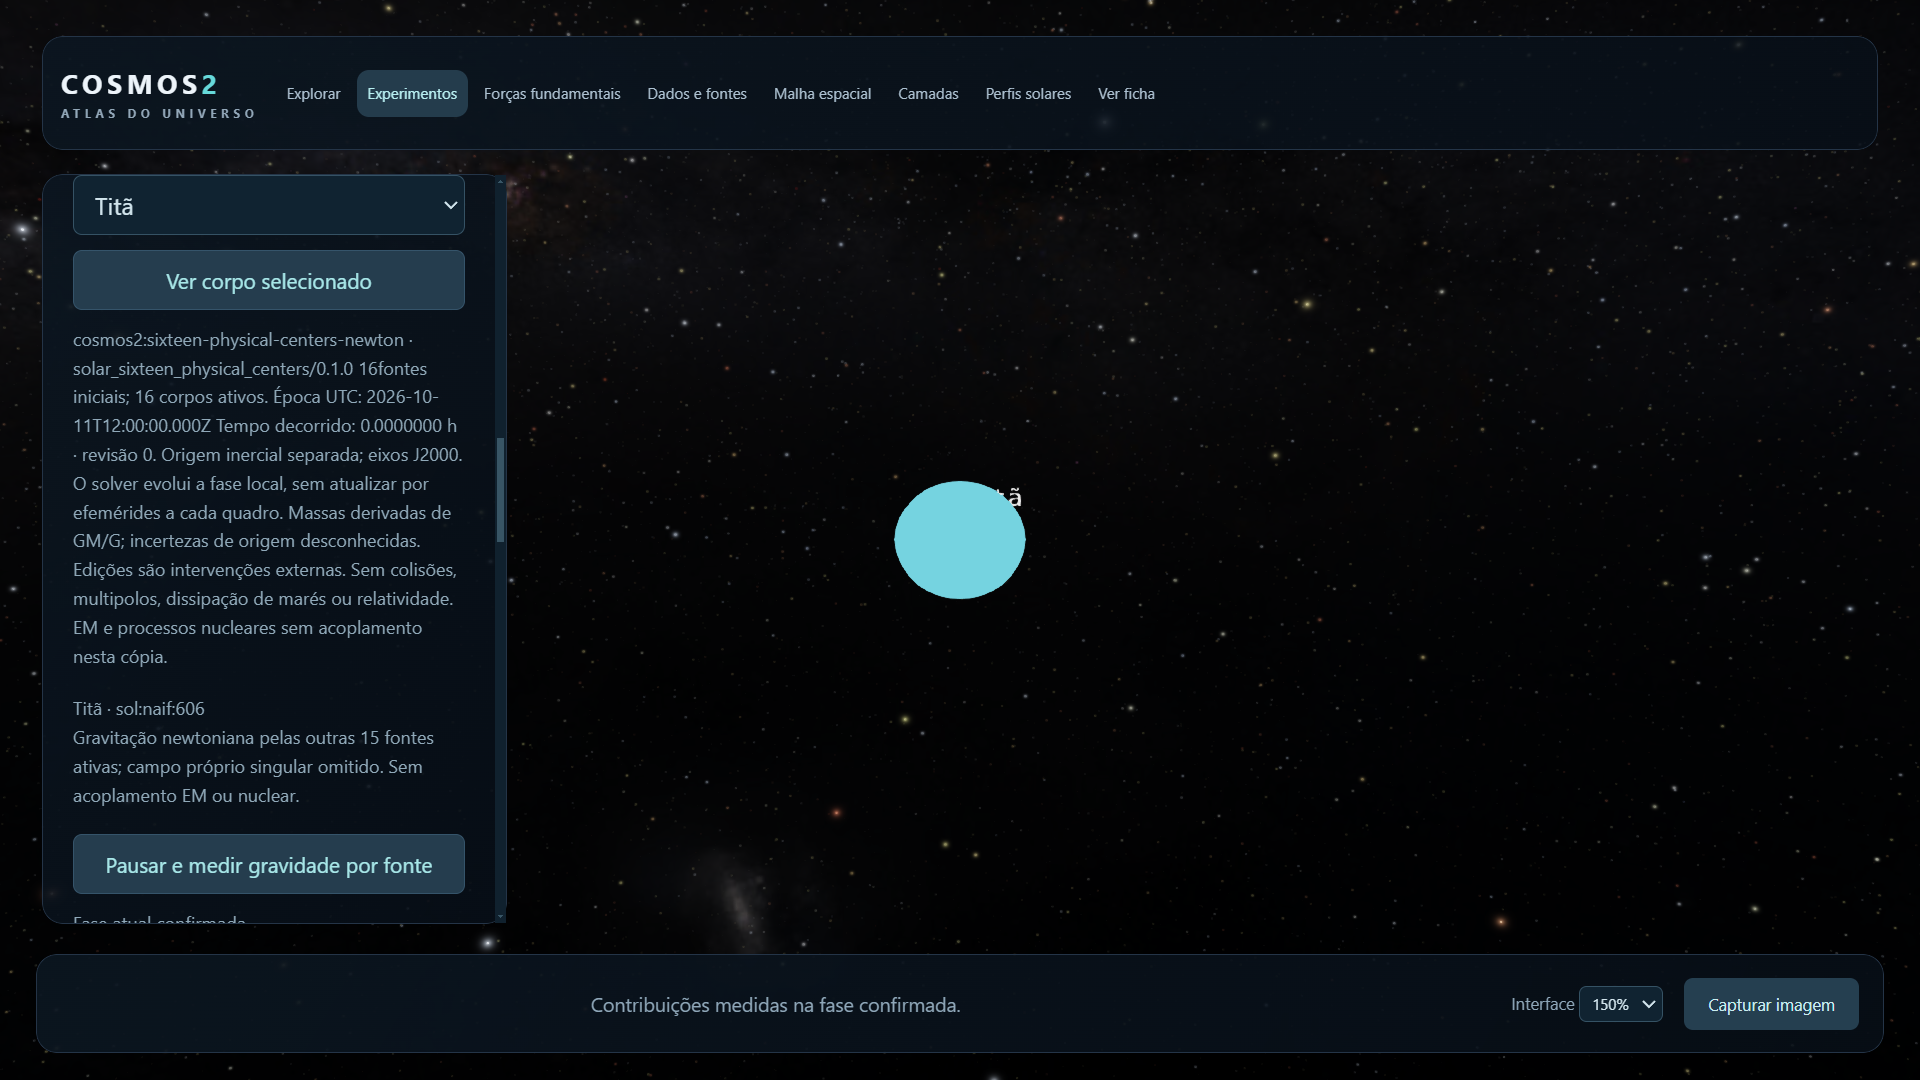 COSMOS2
ATLAS DO UNIVERSO
Explorar
Experimentos
Forças fundamentais
Dados e fontes
Malha espacial
Camadas
Perfis solares
Ver ficha
Titã
Ver corpo selecionado
cosmos2:sixteen-physical-centers-newton ·
solar_sixteen_physical_centers/0.1.0 16fontes
iniciais; 16 corpos ativos. Época UTC: 2026-10-
11T12:00:00.000Z Tempo decorrido: 0.0000000 h
· revisão 0. Origem inercial separada; eixos J2000.
O solver evolui a fase local, sem atualizar por
efemérides a cada quadro. Massas derivadas de
GM/G; incertezas de origem desconhecidas.
Edições são intervenções externas. Sem colisões,
multipolos, dissipação de marés ou relatividade.
EM e processos nucleares sem acoplamento
nesta cópia.
Titã · sol:naif:606
Gravitação newtoniana pelas outras 15 fontes
ativas; campo próprio singular omitido. Sem
acoplamento EM ou nuclear.
Pausar e medir gravidade por fonte
Fase atual confirmada
Contribuições medidas na fase confirmada.
Interface
150%
Capturar imagem